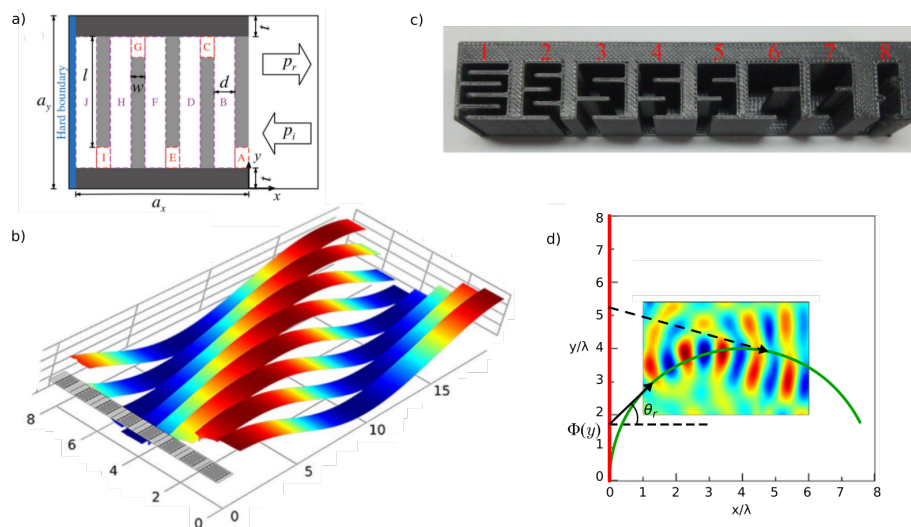 a)
t
G
C
p_r
l
w
d
a_y
Hard boundary
J
H
F
D
B
p_i
I
E
A
y
t
x
a_x
c)
1 2 3 4 5 6 7 8
b)
8
6
4
2
0
0
5
10
15
d)
8
7
6
5
y/λ
4
3
2
Φ(y)
θ_r
1
0
0 1 2 3 4 5 6 7 8
x/λ